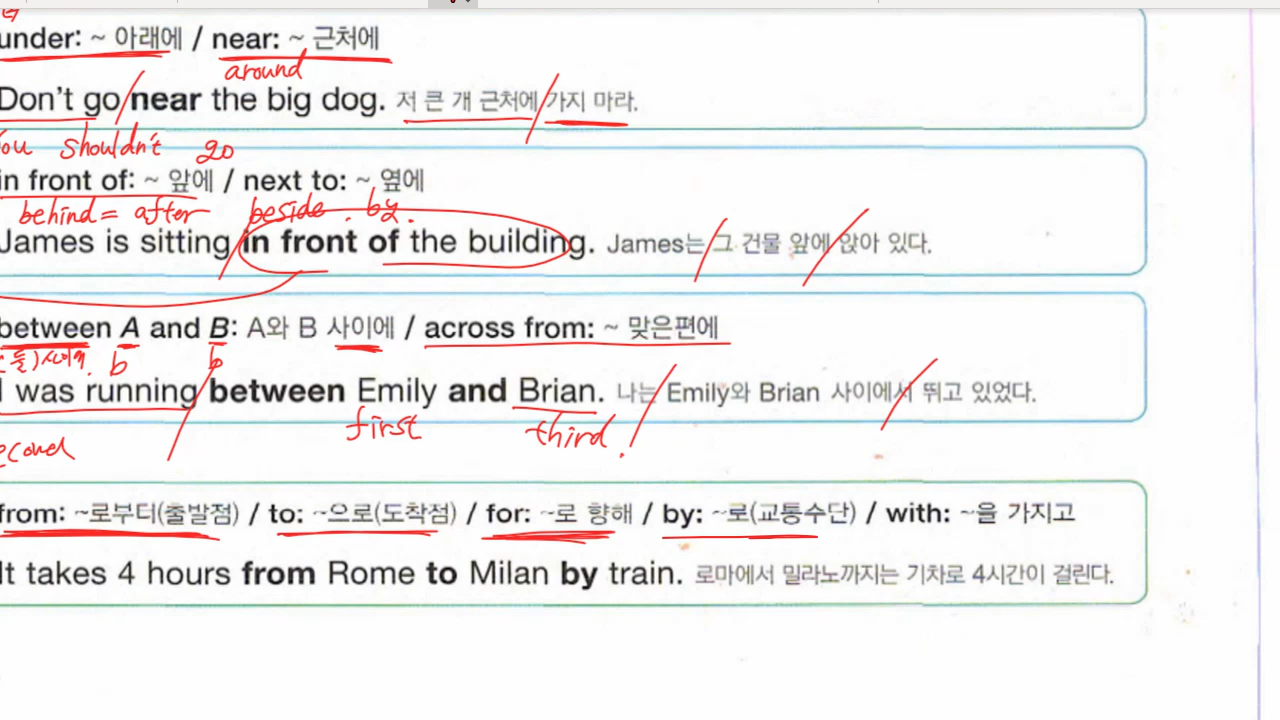 under: ~ 아래에 / near: ~ 근처에
around
Don't go near the big dog. 저 큰 개 근처에 가지 마라.
You shouldn't go
in front of: ~ 앞에 / next to: ~ 옆에
behind = after beside . by.
James is sitting in front of the building. James는 그 건물 앞에 앉아 있다.
between A and B: A와 B 사이에 / across from: ~ 맞은편에
b b
I was running between Emily and Brian. 나는 Emily와 Brian 사이에서 뛰고 있었다.
first third.
second
from: ~로부터(출발점) / to: ~으로(도착점) / for: ~로 향해 / by: ~로(교통수단) / with: ~을 가지고
It takes 4 hours from Rome to Milan by train. 로마에서 밀라노까지는 기차로 4시간이 걸린다.